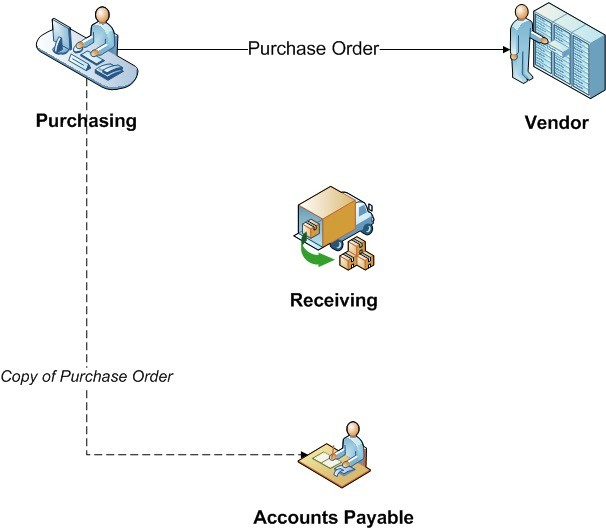 Purchase Order
Purchasing
Vendor
Receiving
Copy of Purchase Order
Accounts Payable